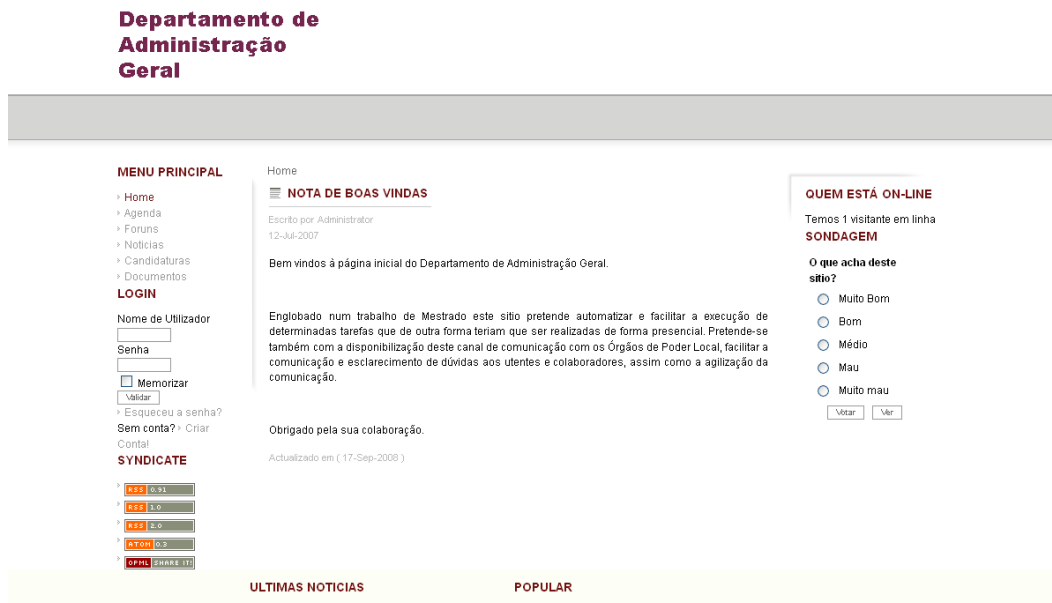 Departamento de
Administração
Geral
MENU PRINCIPAL
Home
Agenda
Foruns
Noticias
Candidaturas
Documentos
LOGIN
Nome de Utilizador
Senha
Memorizar
Validar
Esqueceu a senha?
Sem conta? Criar
Conta!
SYNDICATE
RSS 0.91
RSS 1.0
RSS 2.0
ATOM 0.3
OPML SHARE IT!
Home
NOTA DE BOAS VINDAS
Escrito por Administrator
12-Jul-2007
Bem vindos à página inicial do Departamento de Administração Geral.
Englobado num trabalho de Mestrado este sitio pretende automatizar e facilitar a execução de
determinadas tarefas que de outra forma teriam que ser realizadas de forma presencial. Pretende-se
também com a disponibilização deste canal de comunicação com os Órgãos de Poder Local, facilitar a
comunicação e esclarecimento de dúvidas aos utentes e colaboradores, assim como a agilização da
comunicação.
Obrigado pela sua colaboração.
Actualizado em ( 17-Sep-2008 )
QUEM ESTÁ ON-LINE
Temos 1 visitante em linha
SONDAGEM
O que acha deste
sitio?
Muito Bom
Bom
Médio
Mau
Muito mau
Votar Ver
ULTIMAS NOTICIAS
POPULAR